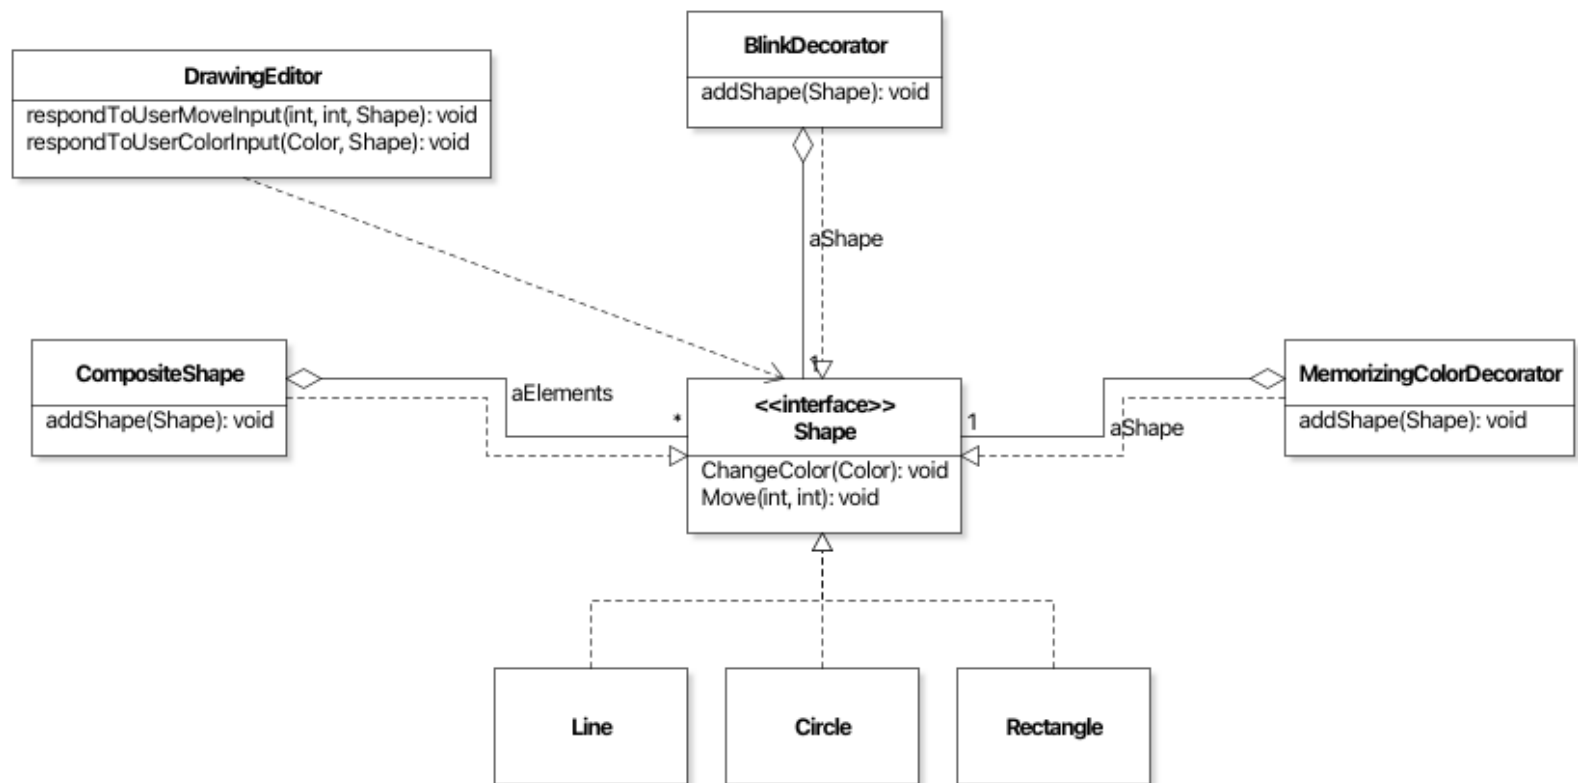 BlinkDecorator
addShape(Shape): void
DrawingEditor
respondToUserMoveInput(int, int, Shape): void
respondToUserColorInput(Color, Shape): void
aShape
1
CompositeShape
addShape(Shape): void
aElements
*
<<interface>>
Shape
ChangeColor(Color): void
Move(int, int): void
1
aShape
MemorizingColorDecorator
addShape(Shape): void
Line
Circle
Rectangle